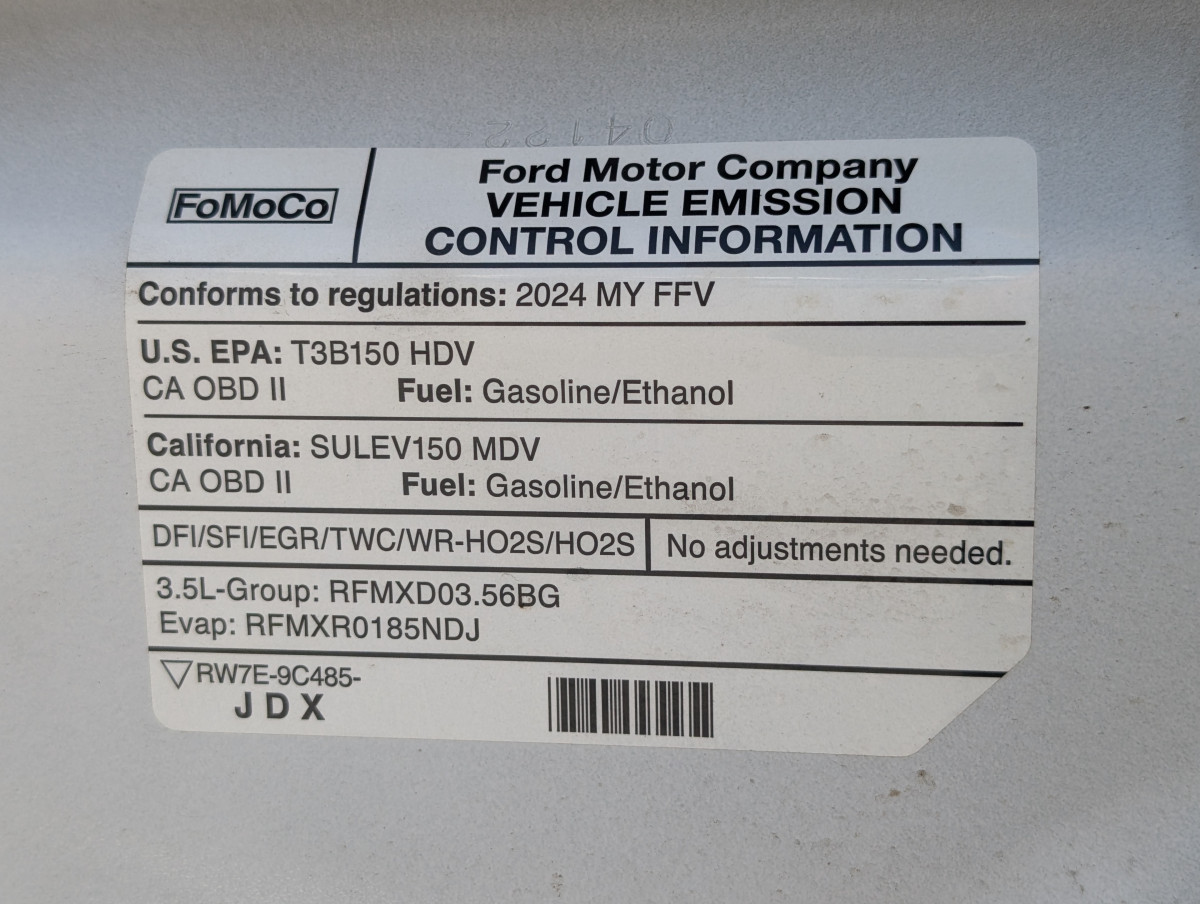 04122
FoMoCo
Ford Motor Company
VEHICLE EMISSION
CONTROL INFORMATION
Conforms to regulations: 2024 MY FFV
U.S. EPA: T3B150 HDV
CA OBD II Fuel: Gasoline/Ethanol
California: SULEV150 MDV
CA OBD II Fuel: Gasoline/Ethanol
DFI/SFI/EGR/TWC/WR-HO2S/HO2S No adjustments needed.
3.5L-Group: RFMXD03.56BG
Evap: RFMXR0185NDJ
RW7E-9C485-
J D X